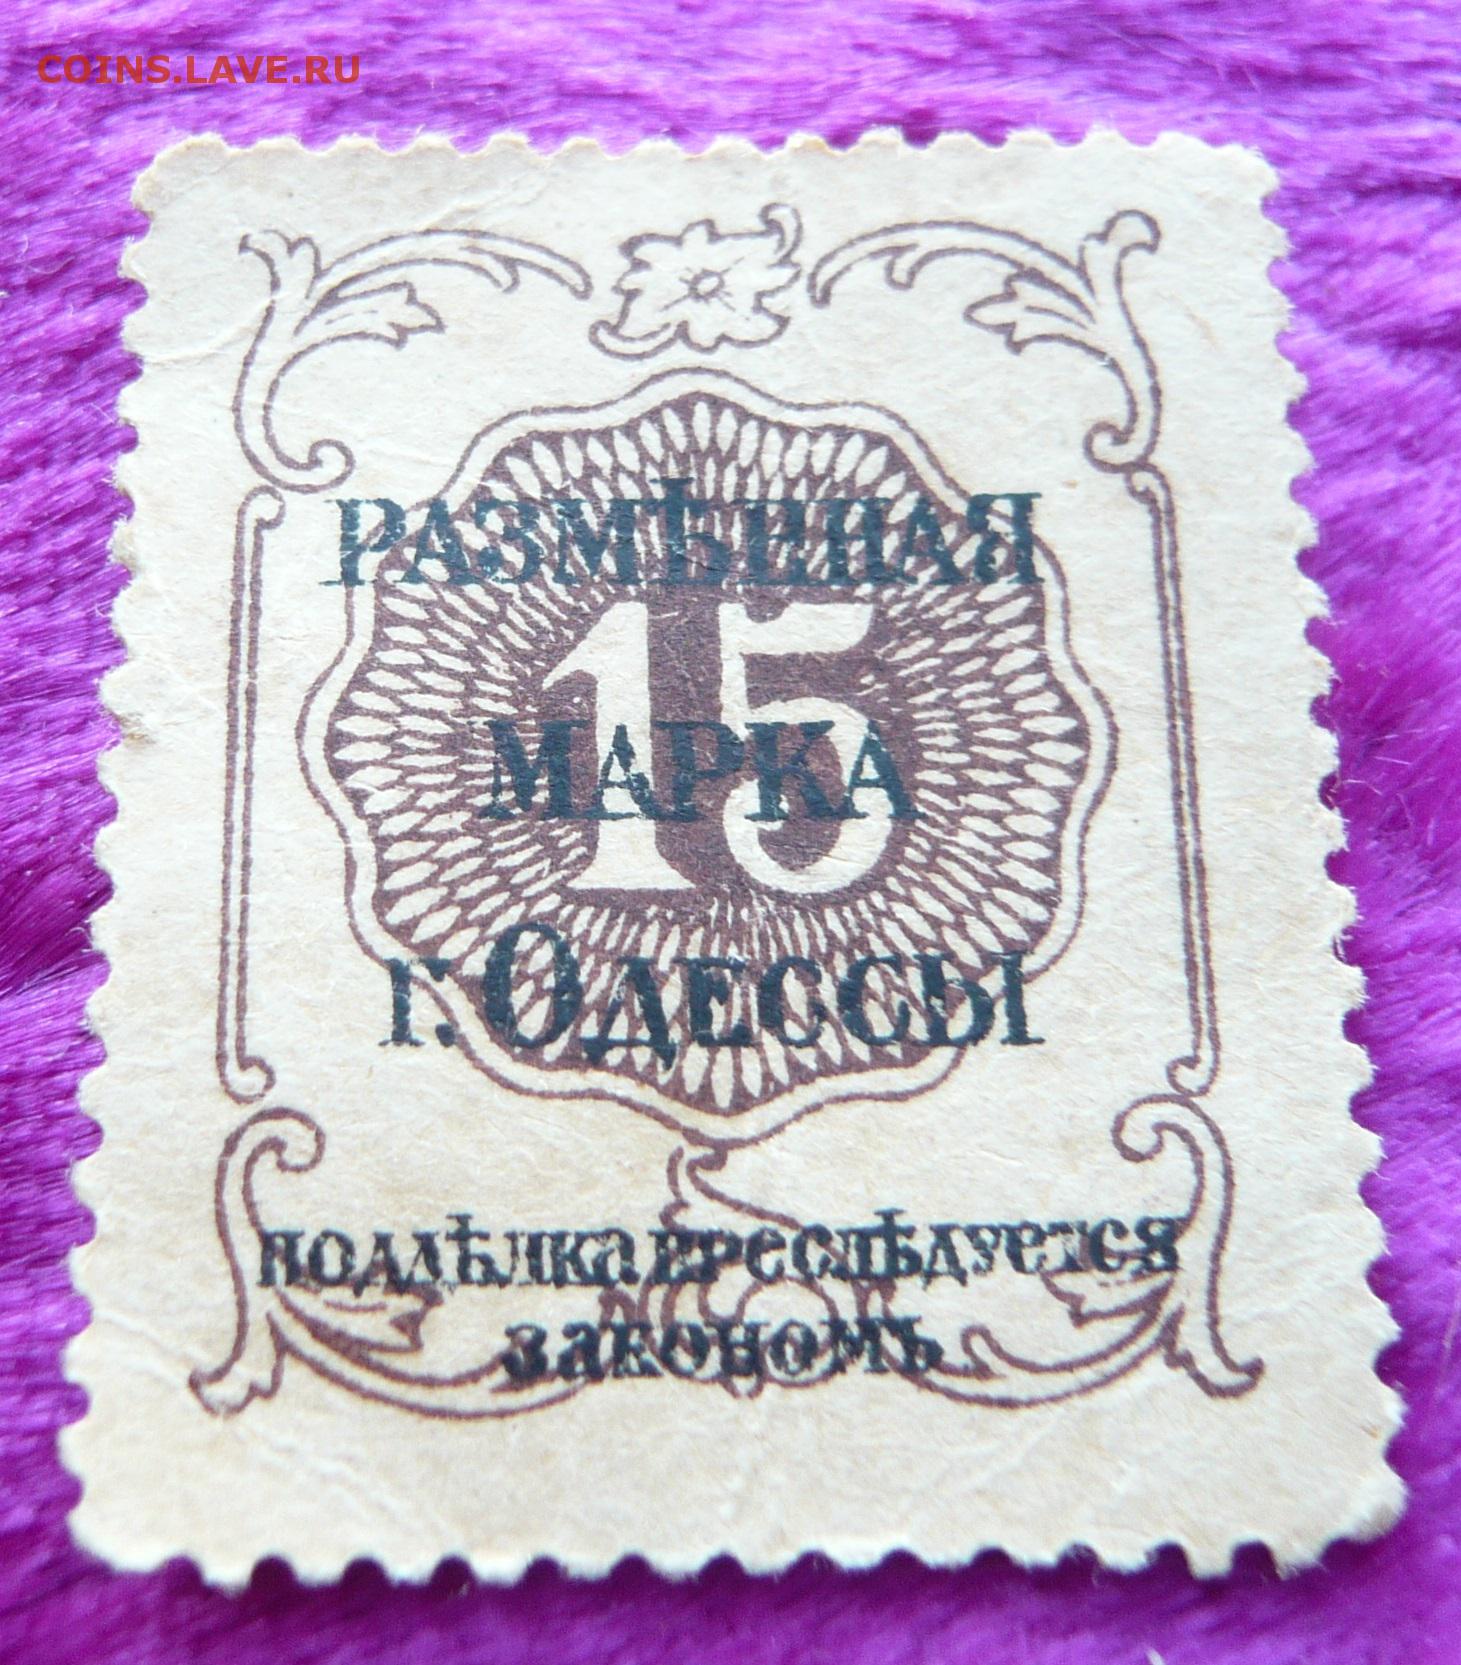 COINS.LAVE.RU
РАЗМѢННАЯ
15
МАРКА
г. ОДЕССЫ
поддѣлка преслѣдуется
закономъ